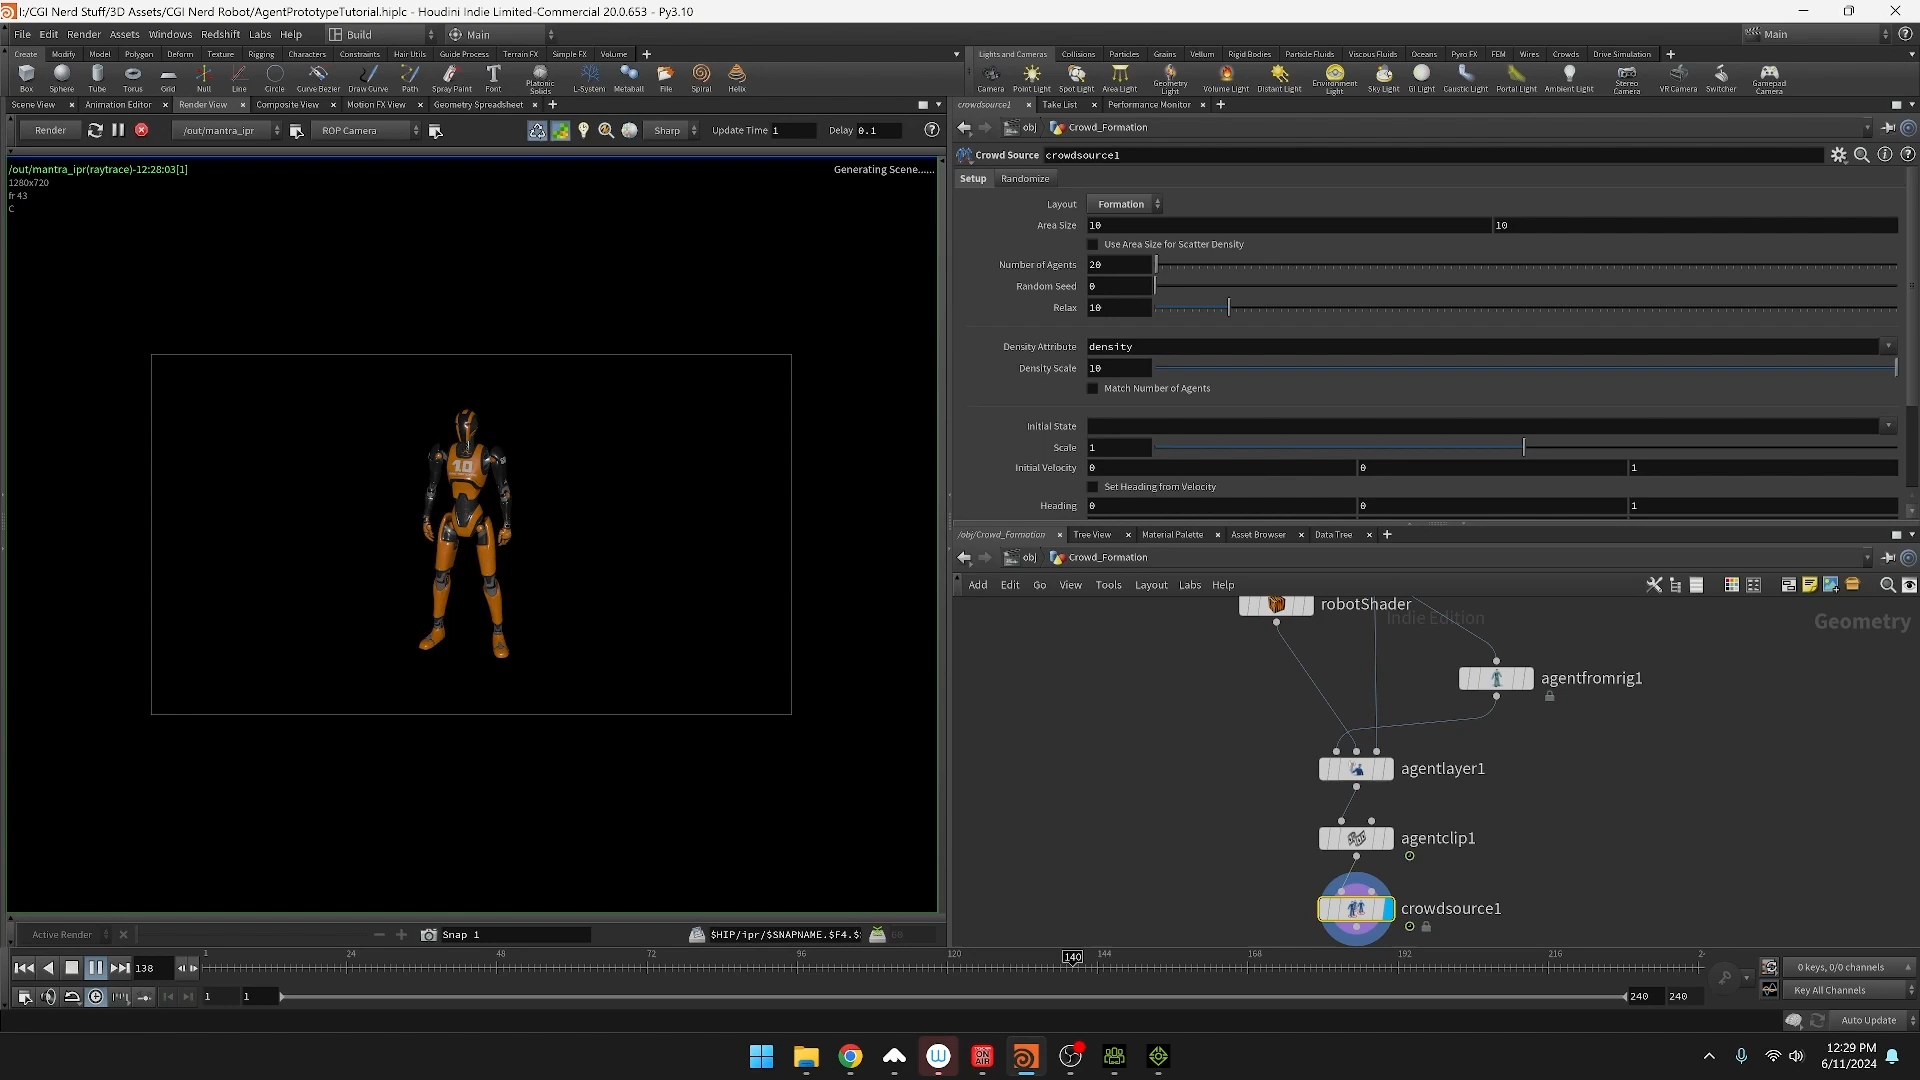 I:/CGI Nerd Stuff/3D Assets/CGI Nerd Robot/AgentPrototypeTutorial.hiplc - Houdini Indie Limited-Commercial 20.0.653 - Py3.10
File Edit Render Assets Windows Redshift Labs Help Build Main Main
Create Modify Model Polygon Deform Texture Rigging Characters Constraints Hair Utils Guide Process Terrain FX Simple FX Volume
Lights and Cameras Collisions Particles Grains Vellum Rigid Bodies Particle Fluids Viscous Fluids Oceans Pyro FX FEM Wires Crowds Drive Simulation
Box Sphere Tube Torus Grid Null Line Circle Curve Bezier Draw Curve Path Spray Paint Font Platonic Solids L-System Metaball File Spiral Helix
Camera Point Light Spot Light Area Light Geometry Light Volume Light Distant Light Environment Light Sky Light GI Light Caustic Light Portal Light Ambient Light Stereo Camera VR Camera Switcher Gamepad Camera
Scene View Animation Editor Render View Composite View Motion FX View Geometry Spreadsheet
crowdsource1 Take List Performance Monitor
Render /out/mantra_ipr ROP Camera Sharp Update Time 1 Delay 0.1
obj Crowd_Formation
/out/mantra_ipr(raytrace)-12:28:03[1]
Generating Scene......
1280x720
fr 43
C
10
Crowd Source crowdsource1
Setup Randomize
Layout Formation
Area Size 10 10
Use Area Size for Scatter Density
Number of Agents 20
Random Seed 0
Relax 10
Density Attribute density
Density Scale 10
Match Number of Agents
Initial State
Scale 1
Initial Velocity 0 0 1
Set Heading from Velocity
Heading 0 0 1
/obj/Crowd_Formation Tree View Material Palette Asset Browser Data Tree
obj Crowd_Formation
Add Edit Go View Tools Layout Labs Help
robotShader
Indie Edition
Geometry
agentfromrig1
agentlayer1
agentclip1
crowdsource1
Active Render Snap 1 $HIP/ipr/$SNAPNAME.$F4.$
138 1 24 48 72 96 120 140 144 168 192 216 2
0 keys, 0/0 channels
1 1 240 240
Key All Channels
Auto Update
ON AIR
12:29 PM
6/11/2024